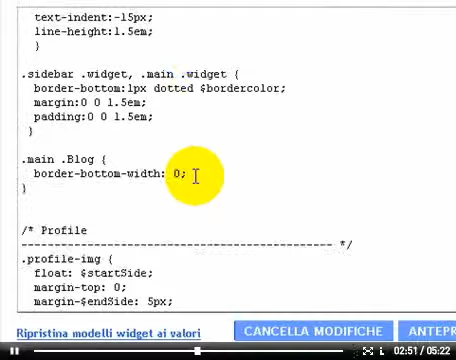 text-indent:-15px;
line-height:1.5em;
}
.sidebar .widget, .main .widget {
border-bottom:1px dotted $bordercolor;
margin:0 0 1.5em;
padding:0 0 1.5em;
}
.main .Blog {
border-bottom-width: 0;
}
/* Profile
----------------------------------------------- */
.profile-img {
float: $startSide;
margin-top: 0;
margin-$endSide: 5px;
Ripristina modelli widget ai valori
CANCELLA MODIFICHE
ANTEPR
02:51 / 05:22